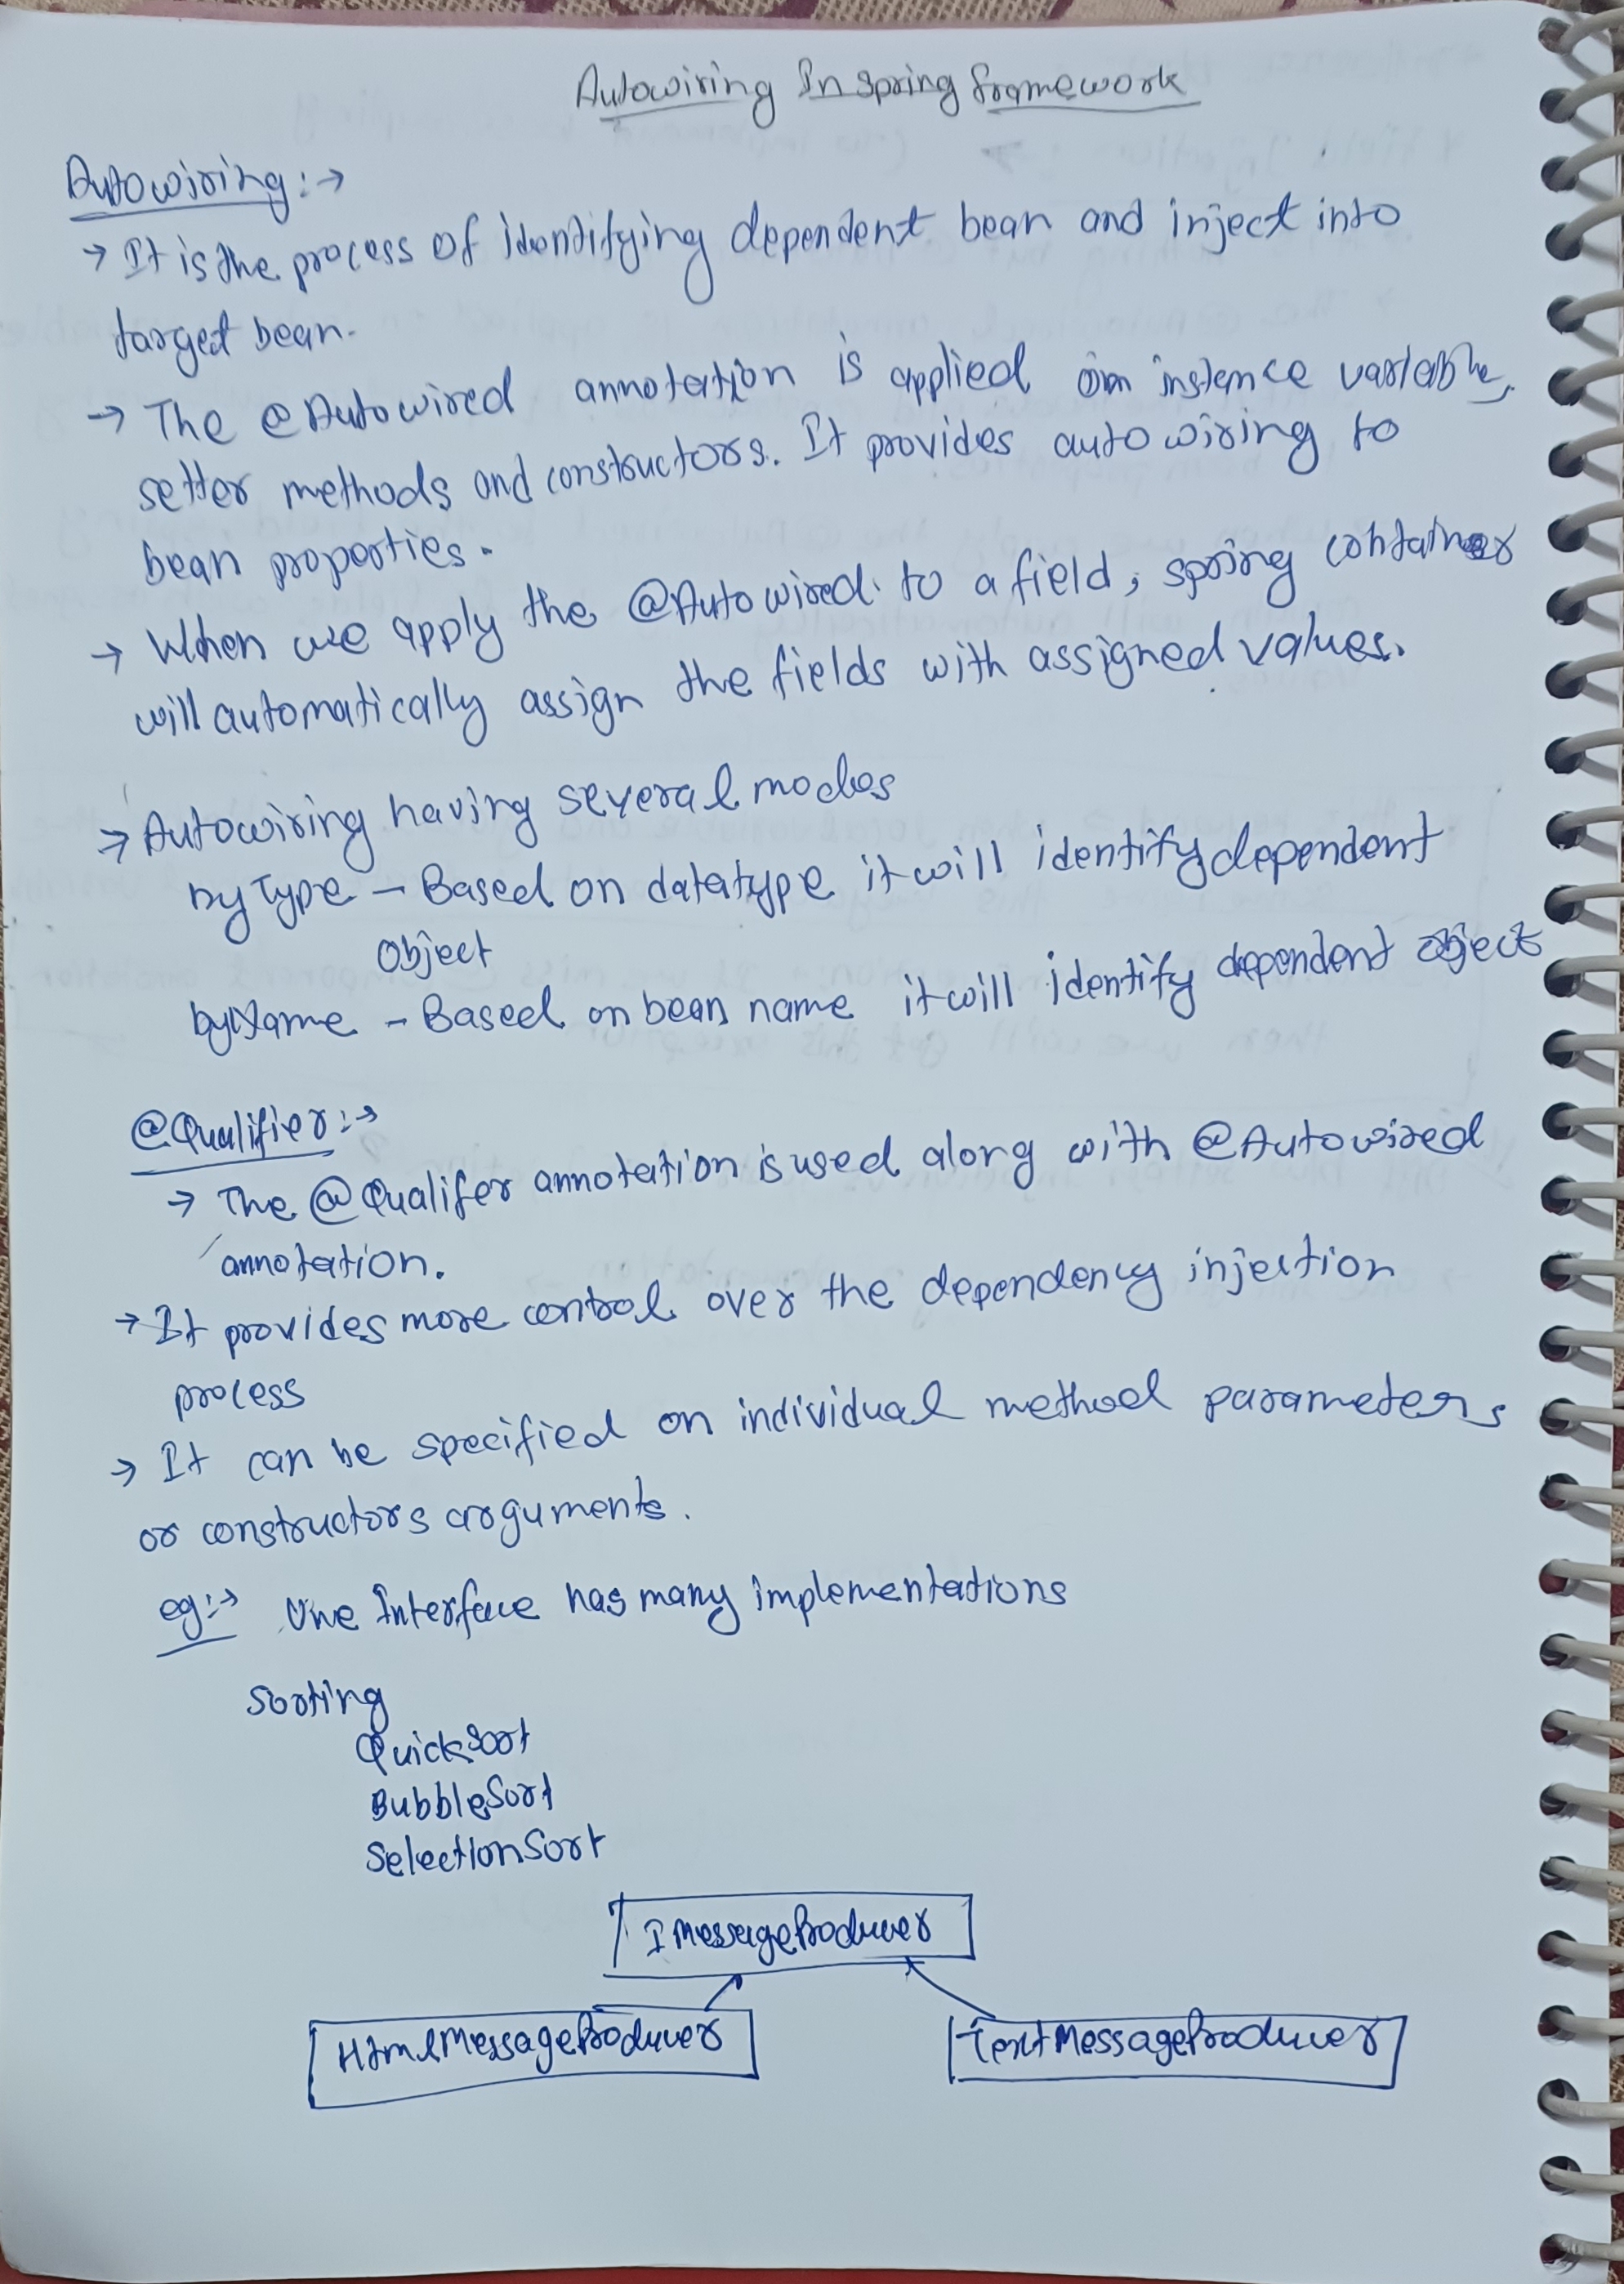 Autowiring In Spring framework
Autowiring :→
→ It is the process of identifying dependent bean and inject into
target bean.
→ The @Autowired annotation is applied on instance variable,
setter methods and constructors. It provides autowiring to
bean properties.
→ When we apply the @Autowired to a field, spring container
will automatically assign the fields with assigned values.
→ Autowiring having several modes
byType - Based on datatype it will identify dependent
Object
byName - Based on bean name it will identify dependent object
@Qualifier :→
→ The @Qualifer annotation is used along with @Autowired
annotation.
→ It provides more control over the dependency injection
process
→ It can be specified on individual method parameters
or constructors arguments.
eg :→ One Interface has many implementations
Sorting
QuickSort
BubbleSort
SelectionSort
IMessageProducer
HtmlMessageProducer TextMessageProducer